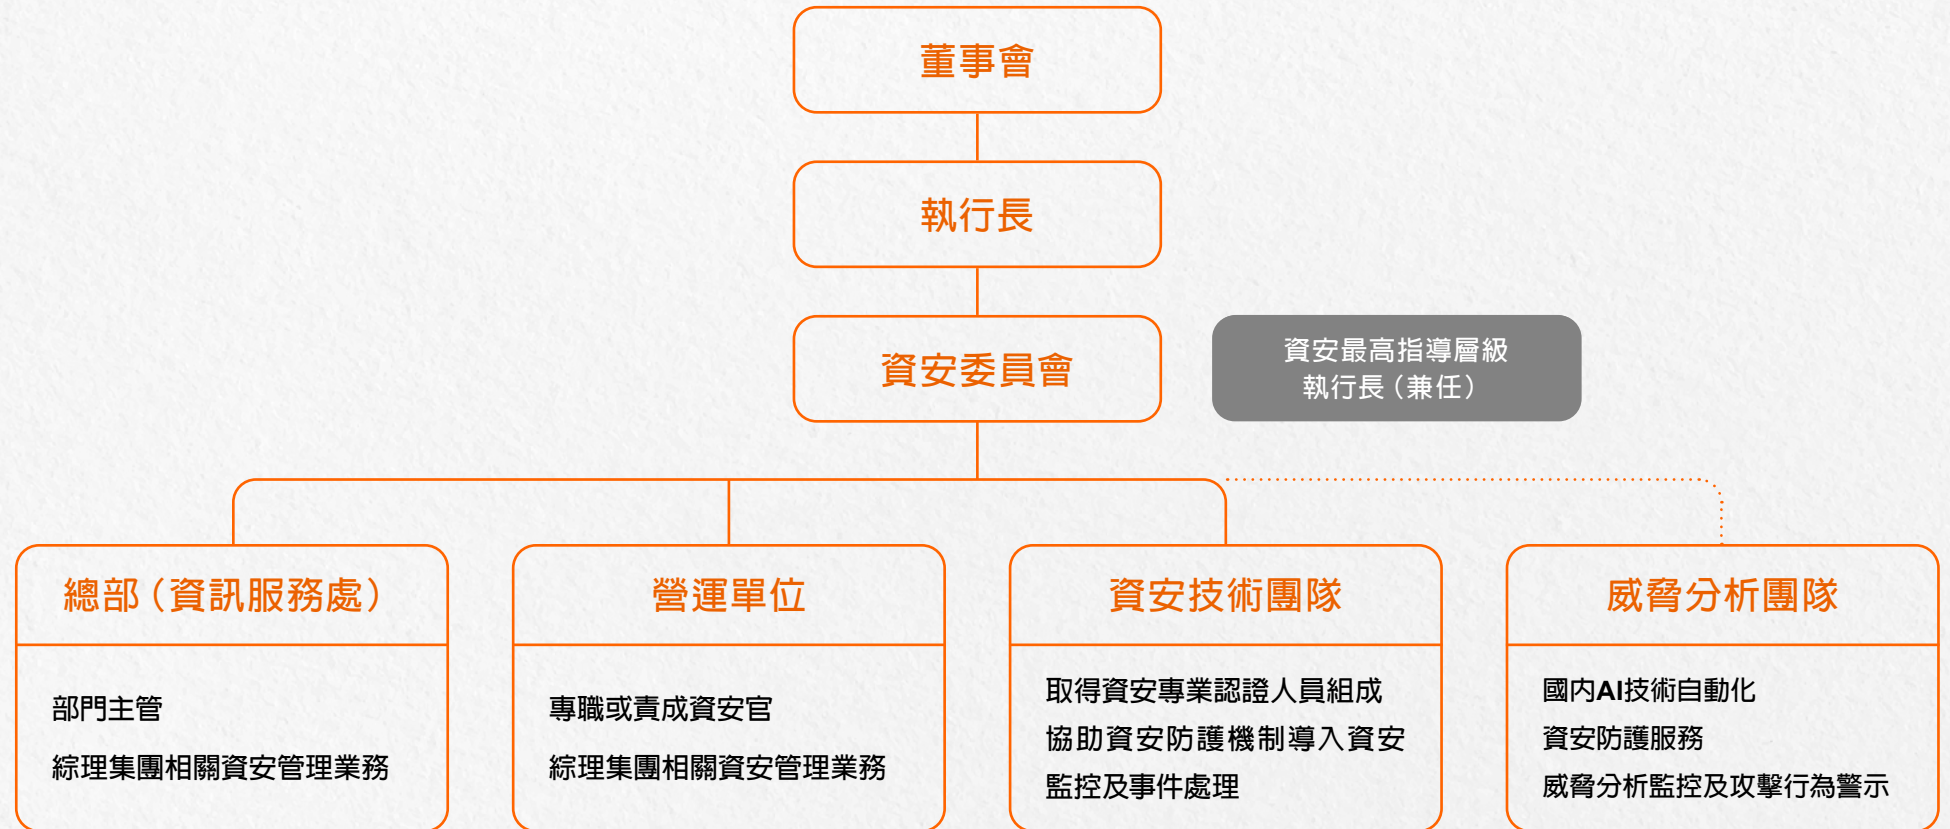 董事會
執行長
資安委員會
資安最高指導層級
執行長（兼任）
總部（資訊服務處）
部門主管
綜理集團相關資安管理業務
營運單位
專職或責成資安官
綜理集團相關資安管理業務
資安技術團隊
取得資安專業認證人員組成
協助資安防護機制導入資安
監控及事件處理
威脅分析團隊
國內AI技術自動化
資安防護服務
威脅分析監控及攻擊行為警示